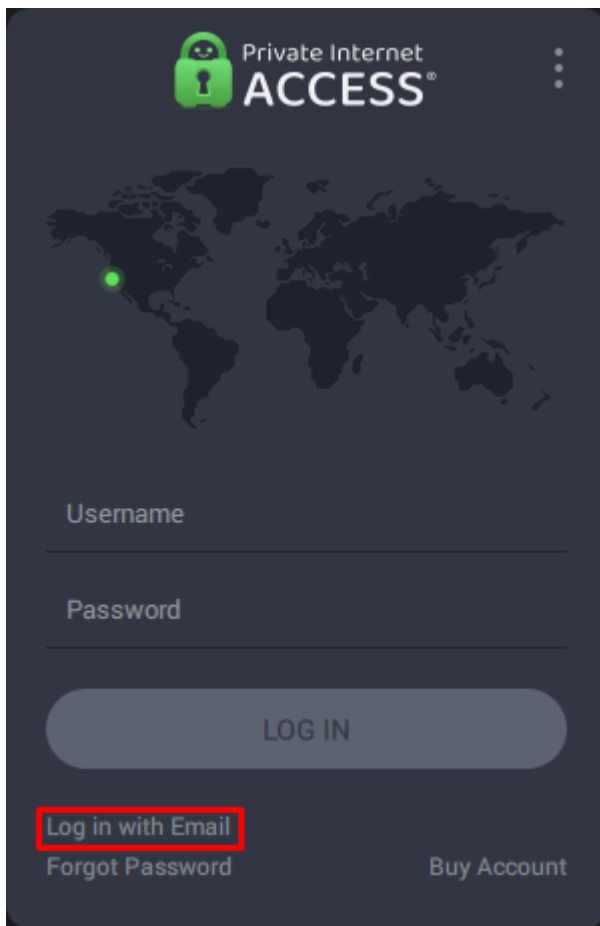 Private Internet
ACCESS®
Username
Password
LOG IN
Log in with Email
Forgot Password
Buy Account